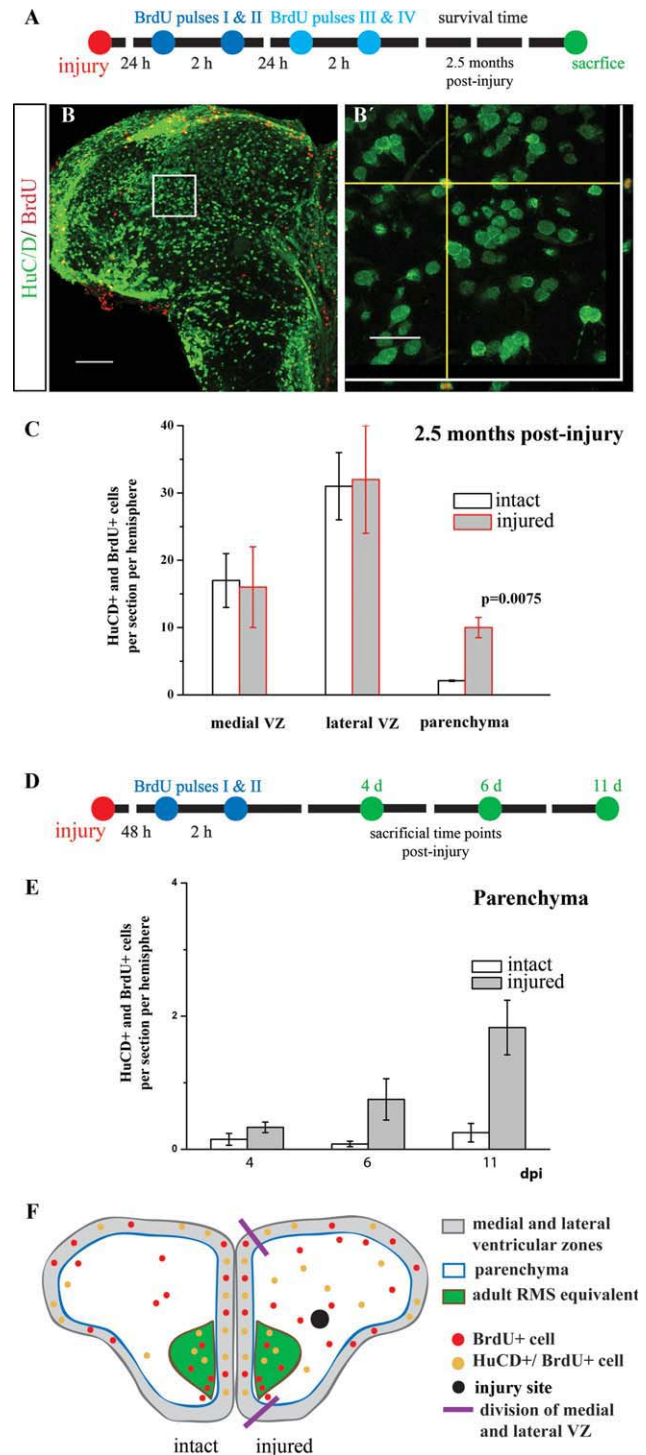 A
BrdU pulses I & II
BrdU pulses III & IV
survival time
injury
24 h
2 h
24 h
2 h
2.5 months
post-injury
sacrfice
HuC/D/ BrdU
B
B´
C
2.5 months post-injury
HuCD+ and BrdU+ cells
per section per hemisphere
40
30
20
10
0
intact
injured
p=0.0075
medial VZ
lateral VZ
parenchyma
D
BrdU pulses I & II
4 d
6 d
11 d
injury
48 h
2 h
sacrificial time points
post-injury
E
Parenchyma
HuCD+ and BrdU+ cells
per section per hemisphere
4
2
0
intact
injured
4
6
11
dpi
F
medial and lateral
ventricular zones
parenchyma
adult RMS equivalent
BrdU+ cell
HuCD+/ BrdU+ cell
injury site
division of medial
and lateral VZ
intact
injured